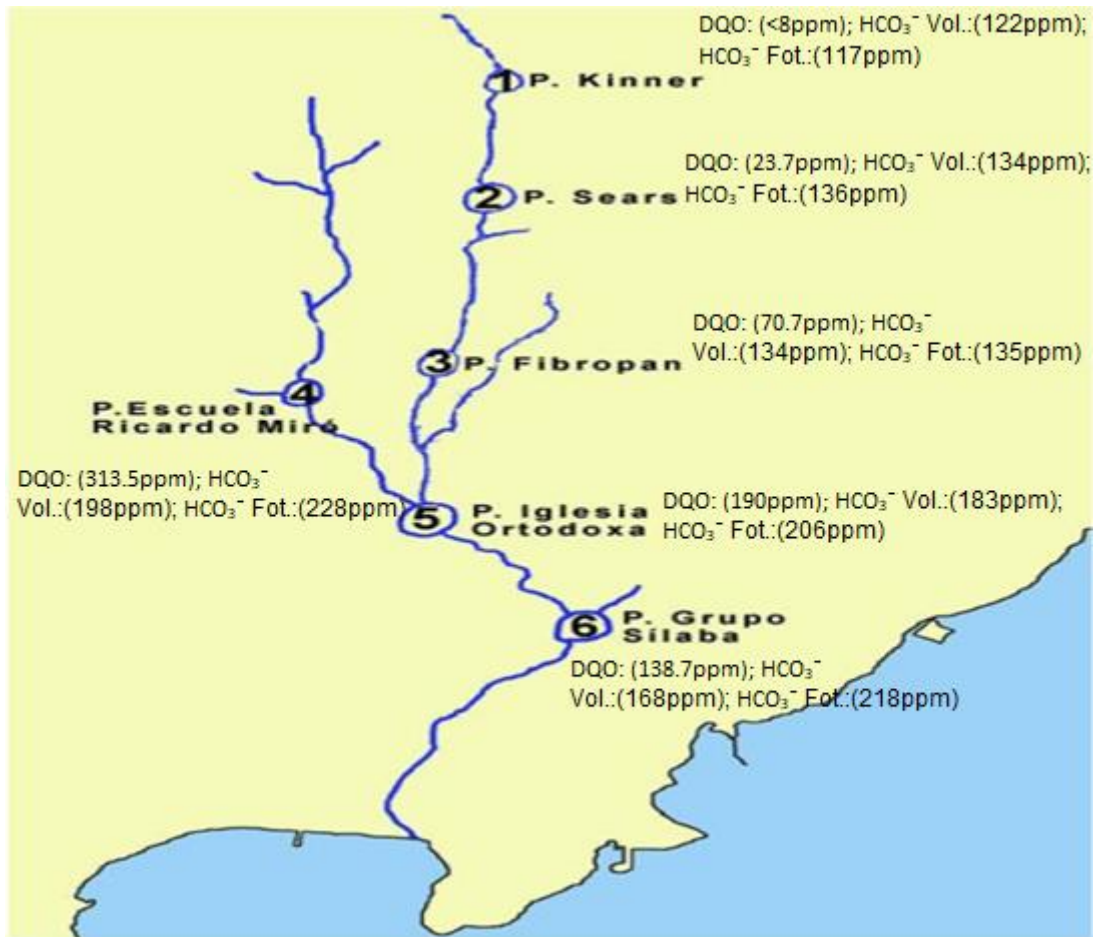 DQO: (<8ppm); HCO₃⁻ Vol.:(122ppm);
HCO₃⁻ Fot.:(117ppm)
1 P. Kinner
DQO: (23.7ppm); HCO₃⁻ Vol.:(134ppm);
HCO₃⁻ Fot.:(136ppm)
2 P. Sears
DQO: (70.7ppm); HCO₃⁻
Vol.:(134ppm); HCO₃⁻ Fot.:(135ppm)
3 P. Fibropan
4
P.Escuela
Ricardo Miró
DQO: (313.5ppm); HCO₃⁻
Vol.:(198ppm); HCO₃⁻ Fot.:(228ppm)
5 P. Iglesia
Ortodoxa
DQO: (190ppm); HCO₃⁻ Vol.:(183ppm);
HCO₃⁻ Fot.:(206ppm)
6 P. Grupo
Sílaba
DQO: (138.7ppm); HCO₃⁻
Vol.:(168ppm); HCO₃⁻ Fot.:(218ppm)